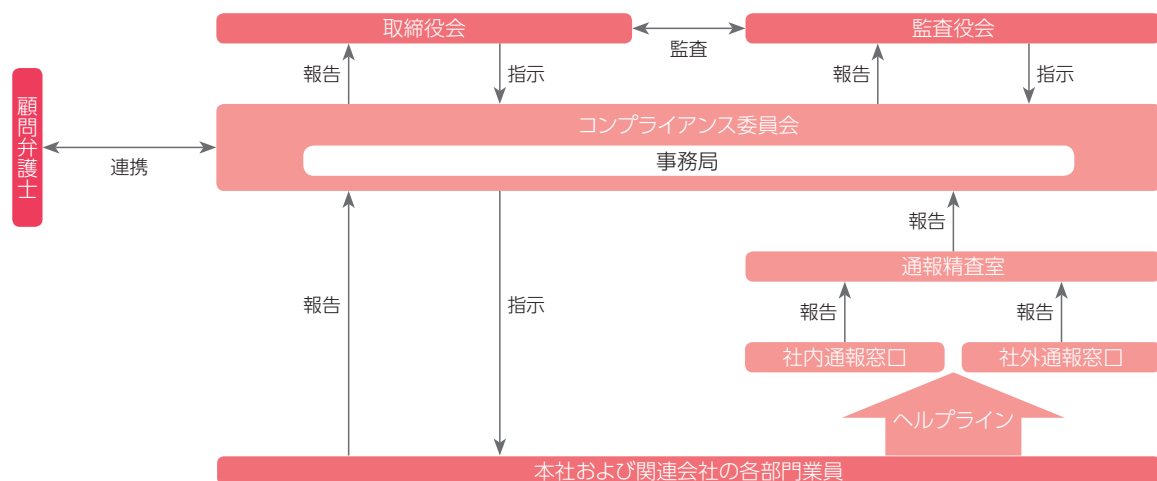 取締役会
監査役会
監査
報告
指示
報告
指示
顧問弁護士
コンプライアンス委員会
連携
事務局
報告
通報精査室
報告
指示
報告
報告
社内通報窓口
社外通報窓口
ヘルプライン
本社および関連会社の各部門業員